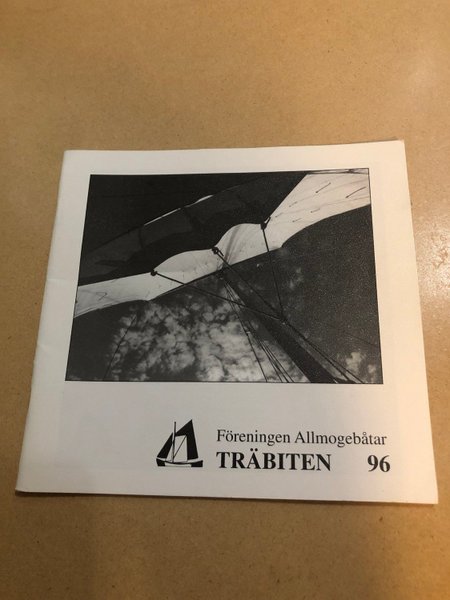 Föreningen Allmogebåtar
TRÄBITEN 96